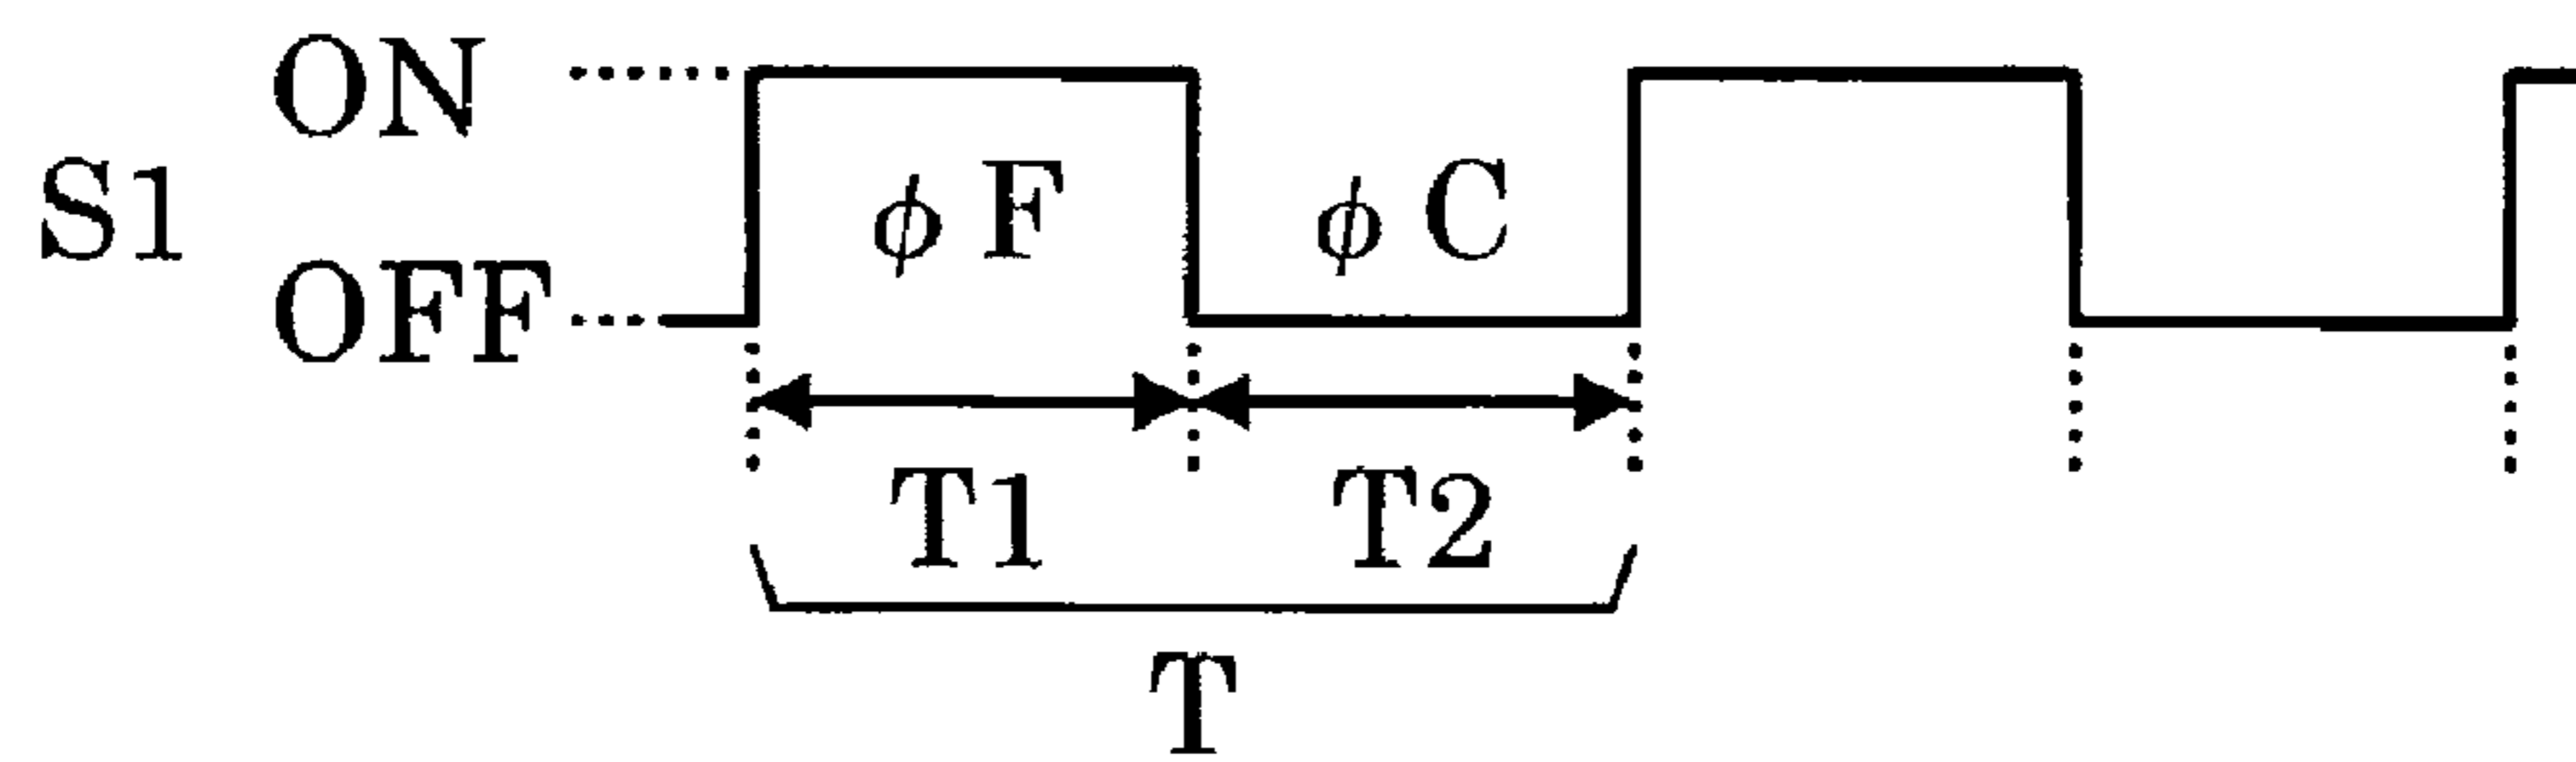 ON
S1
φF φC
OFF
T1 T2
T